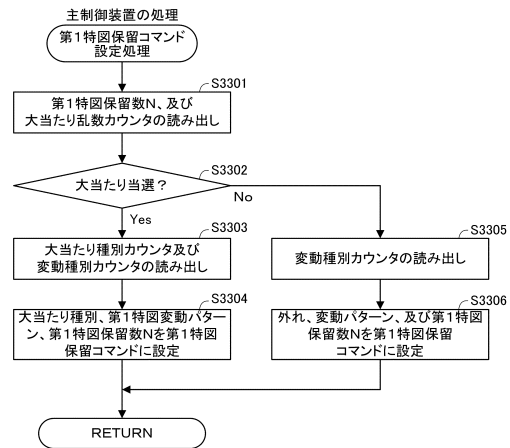 主制御装置の処理
第1特図保留コマンド
設定処理
S3301
第1特図保留数N、及び
大当たり乱数カウンタの読み出し
S3302
大当たり当選?
No
Yes
S3303
大当たり種別カウンタ及び
変動種別カウンタの読み出し
S3305
変動種別カウンタの読み出し
S3304
大当たり種別、第1特図変動パター
ン、第1特図保留数Nを第1特図
保留コマンドに設定
S3306
外れ、変動パターン、及び第1特図
保留数Nを第1特図保留
コマンドに設定
RETURN